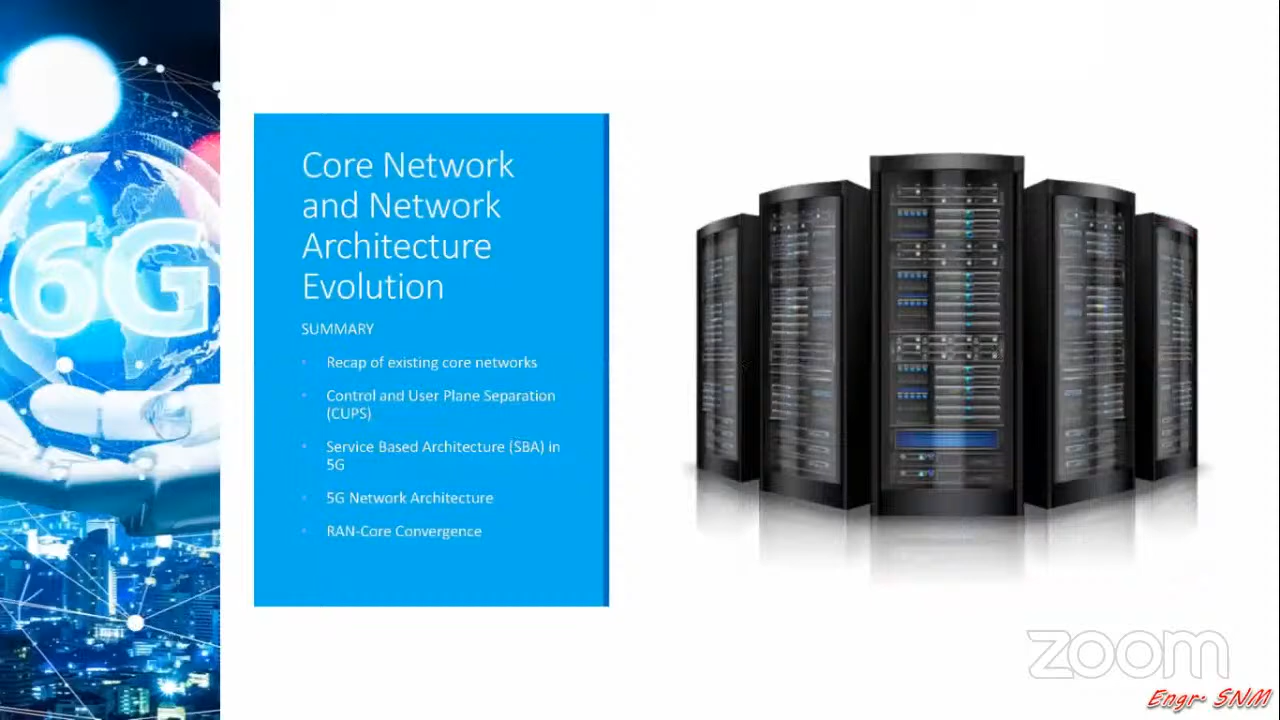 6G
Core Network
and Network
Architecture
Evolution
SUMMARY
Recap of existing core networks
Control and User Plane Separation
(CUPS)
Service Based Architecture (SBA) in
5G
5G Network Architecture
RAN-Core Convergence
zoom
Engr. SNM